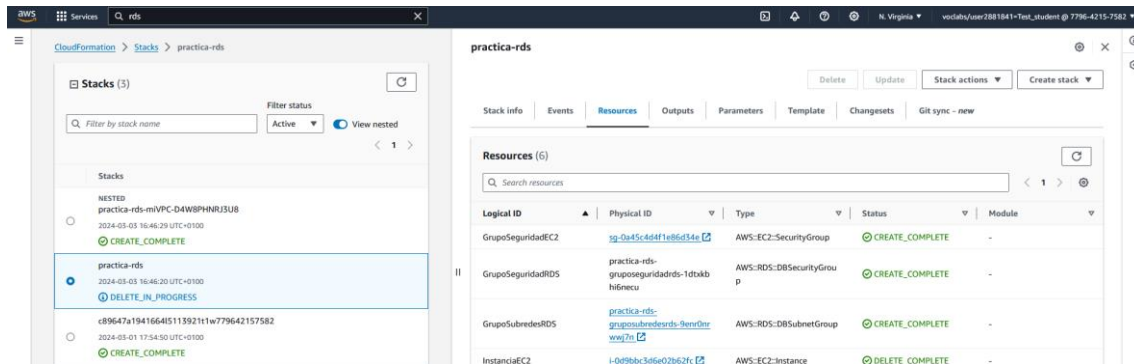 aws
Services
rds
N. Virginia
voclabs/user2881841=Test_student @ 7796-4215-7582
CloudFormation > Stacks > practica-rds
Stacks (3)
Filter status
Filter by stack name
Active
View nested
1
Stacks
NESTED
practica-rds-miVPC-D4W8PHNRJ3U8
2024-03-03 16:46:29 UTC+0100
CREATE_COMPLETE
practica-rds
2024-03-03 16:46:20 UTC+0100
DELETE_IN_PROGRESS
c89647a1941664l5113921t1w779642157582
2024-03-01 17:54:50 UTC+0100
CREATE_COMPLETE
practica-rds
Delete
Update
Stack actions
Create stack
Stack info
Events
Resources
Outputs
Parameters
Template
Changesets
Git sync - new
Resources (6)
Search resources
1
Logical ID
Physical ID
Type
Status
Module
GrupoSeguridadEC2
sg-0a45c4d4f1e86d34e
AWS::EC2::SecurityGroup
CREATE_COMPLETE
-
GrupoSeguridadRDS
practica-rds-
gruposeguridadrds-1dtxkb
hi6necu
AWS::RDS::DBSecurityGrou
p
CREATE_COMPLETE
-
GrupoSubredesRDS
practica-rds-
gruposubredesrds-9enr0nr
wwj7n
AWS::RDS::DBSubnetGroup
CREATE_COMPLETE
-
InstanciaEC2
i-0d9bbc3d6e02b62fc
AWS::EC2::Instance
DELETE_COMPLETE
-